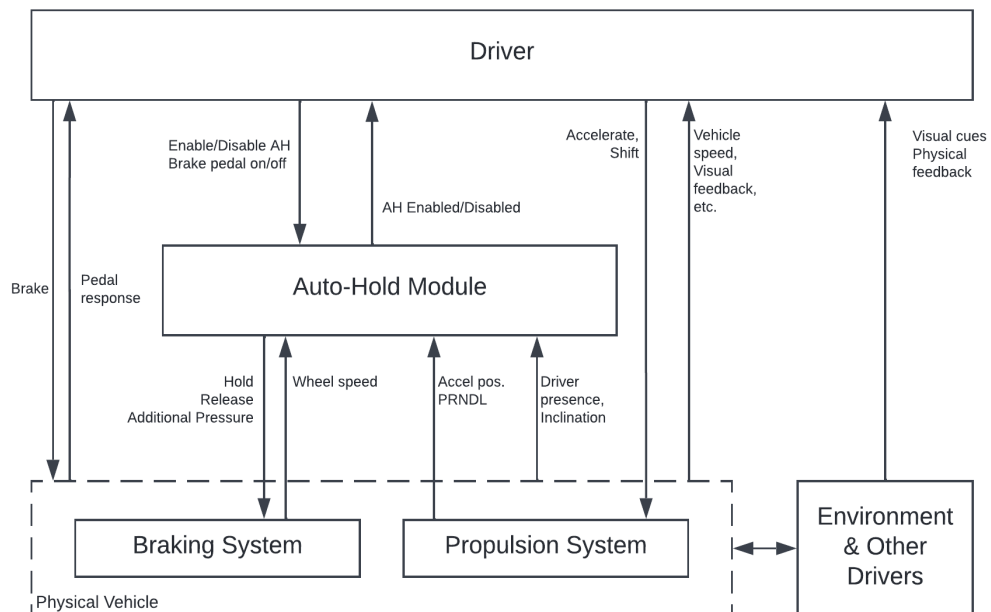 Driver
Enable/Disable AH
Brake pedal on/off
AH Enabled/Disabled
Accelerate,
Shift
Vehicle
speed,
Visual
feedback,
etc.
Visual cues
Physical
feedback
Brake
Pedal
response
Auto-Hold Module
Hold
Release
Additional Pressure
Wheel speed
Accel pos.
PRNDL
Driver
presence,
Inclination
Braking System
Propulsion System
Environment
& Other
Drivers
Physical Vehicle